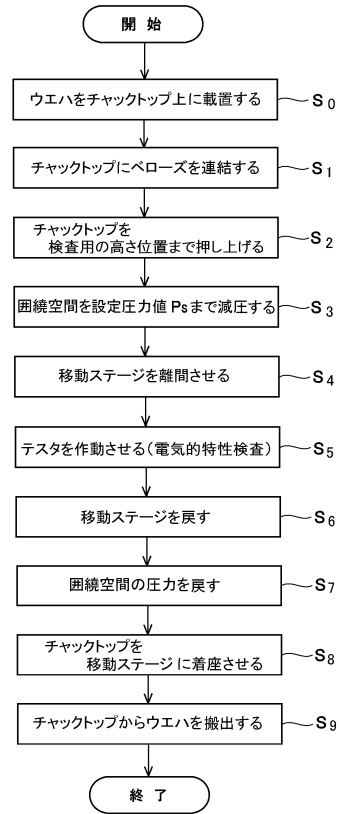 開始
ウエハをチャックトップ上に載置する S0
チャックトップにベローズを連結する S1
チャックトップを
検査用の高さ位置まで押し上げる S2
囲繞空間を設定圧力値 Psまで減圧する S3
移動ステージを離間させる S4
テスタを作動させる(電気的特性検査) S5
移動ステージを戻す S6
囲繞空間の圧力を戻す S7
チャックトップを
移動ステージに着座させる S8
チャックトップからウエハを搬出する S9
終了